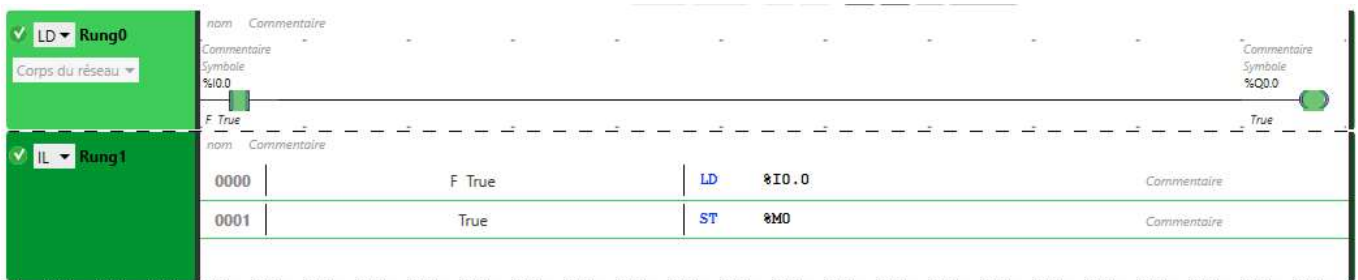 LD Rung0
nom Commentaire
Corps du réseau
Commentaire
Symbole
%I0.0
F True
Commentaire
Symbole
%Q0.0
True
IL Rung1
nom Commentaire
0000 F True LD %I0.0 Commentaire
0001 True ST %M0 Commentaire